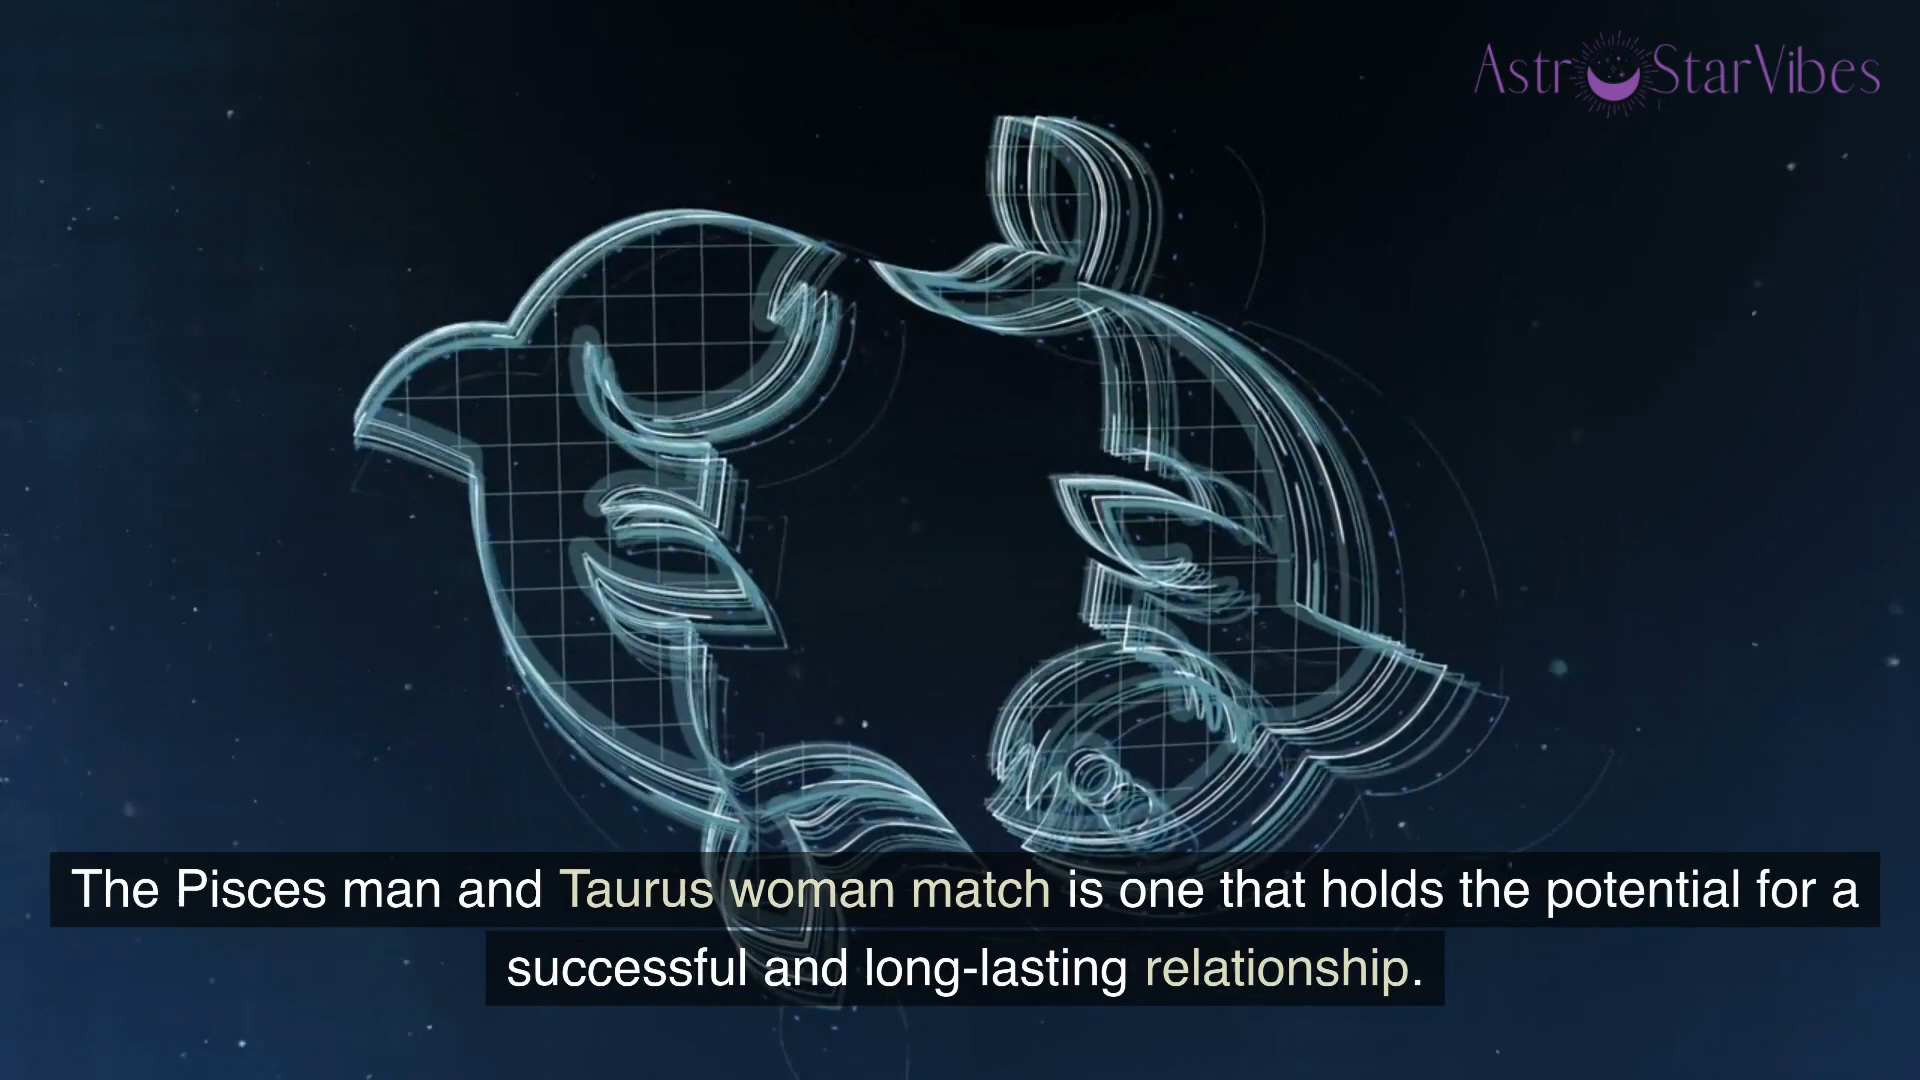 AstroStarVibes
The Pisces man and Taurus woman match is one that holds the potential for a
successful and long-lasting relationship.